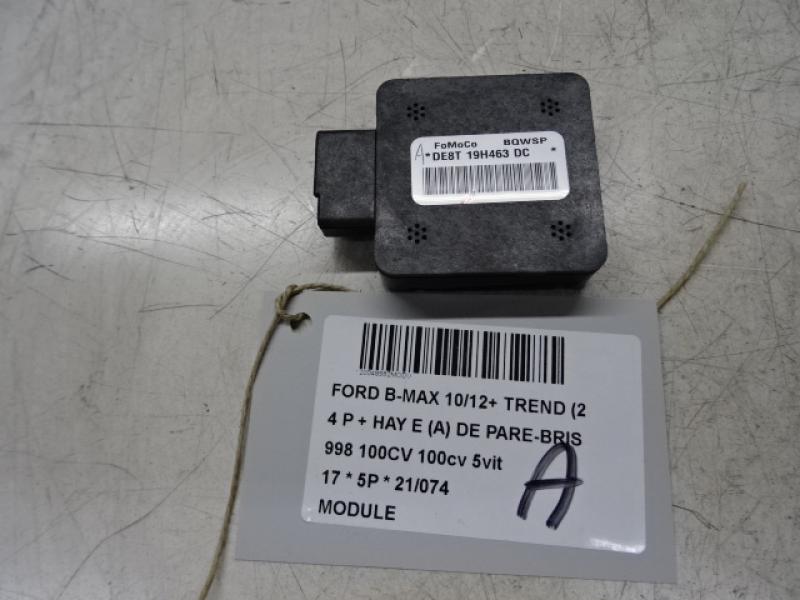 FoMoCo BQWSP
A *DE8T 19H463 DC *
FORD B-MAX 10/12+ TREND (2
4 P + HAY E (A) DE PARE-BRIS
998 100CV 100cv 5vit
17 * 5P * 21/074
MODULE
A